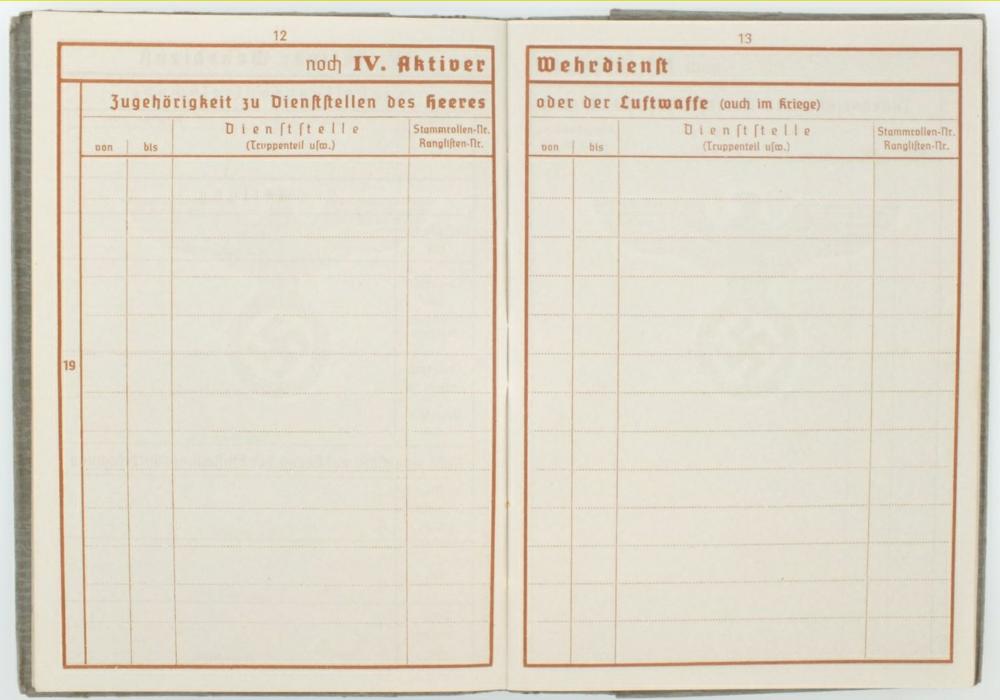 12
noch IV. Aktiver
Zugehörigkeit zu Dienststellen des Heeres
von
bis
Dienststelle
(Truppenteil usw.)
Stammrollen-Nr.
Ranglisten-Nr.
19
13
Wehrdienst
oder der Luftwaffe (auch im Kriege)
von
bis
Dienststelle
(Truppenteil usw.)
Stammrollen-Nr.
Ranglisten-Nr.